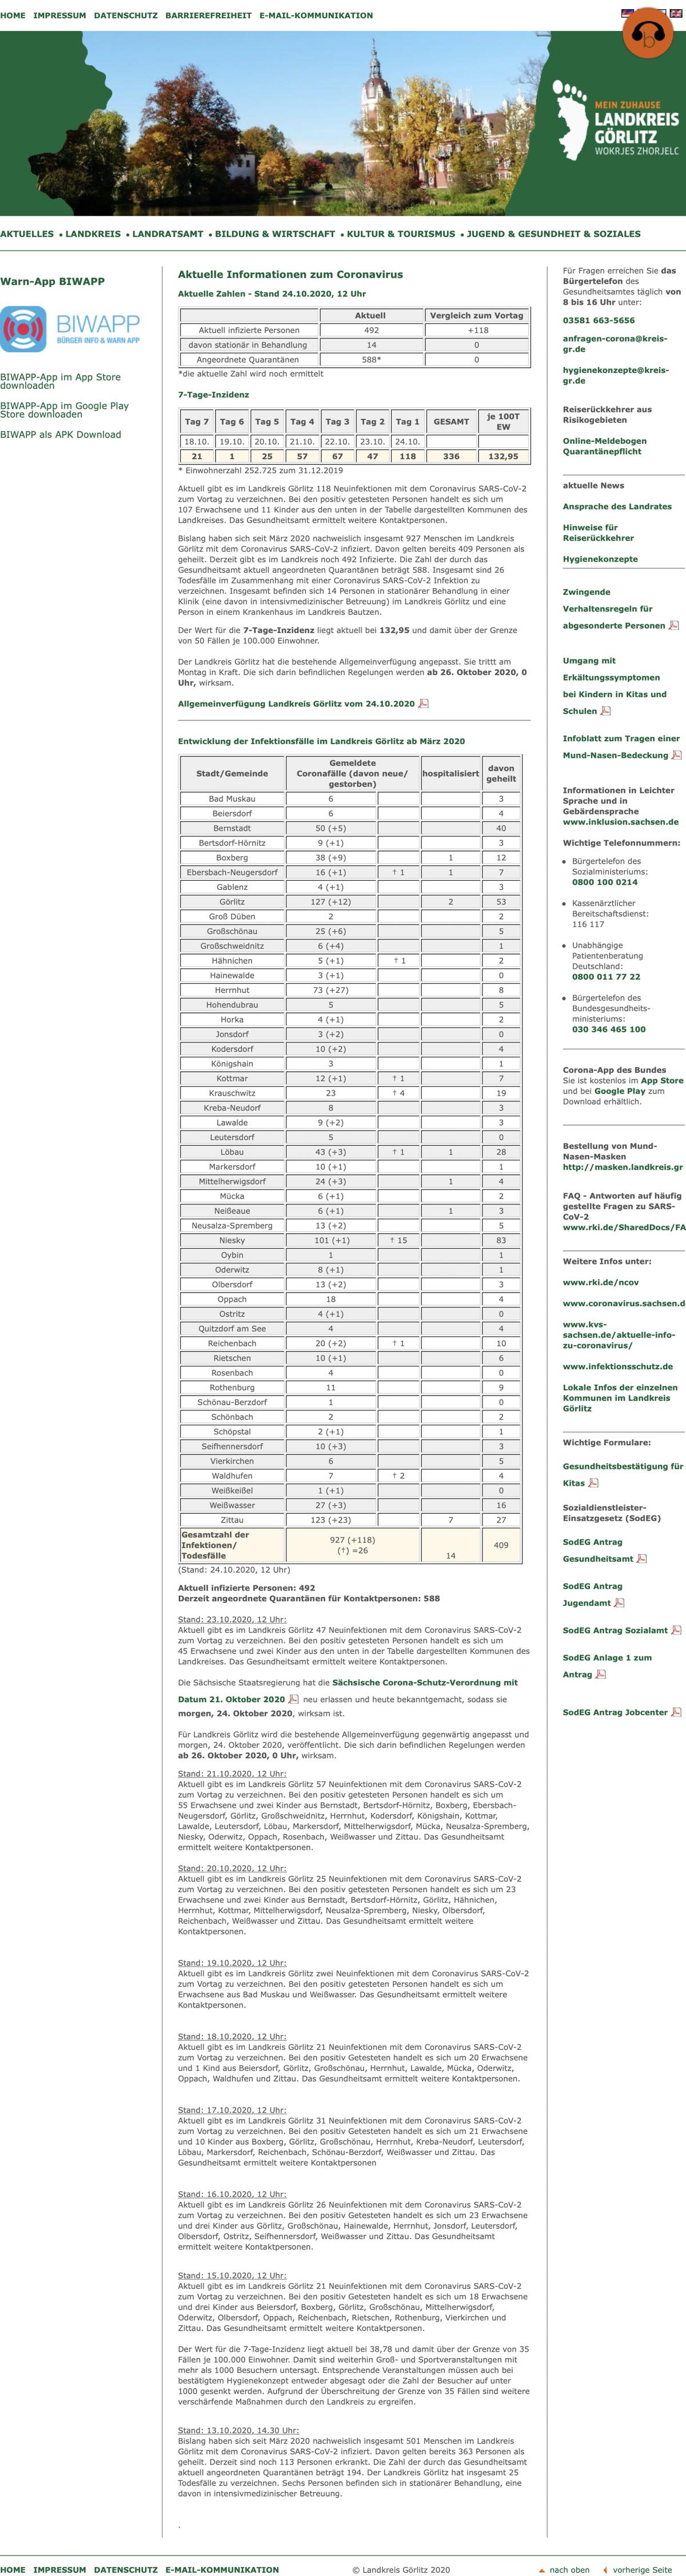 HOME IMPRESSUM DATENSCHUTZ BARRIEREFREIHEIT E-MAIL-KOMMUNIKATION
MEIN ZUHAUSE
LANDKREIS
GÖRLITZ
WOKRJES ZHORJELC
AKTUELLES • LANDKREIS • LANDRATSAMT • BILDUNG & WIRTSCHAFT • KULTUR & TOURISMUS • JUGEND & GESUNDHEIT & SOZIALES
Warn-App BIWAPP
BIWAPP
BÜRGER INFO & WARN APP
BIWAPP-App im App Store
downloaden
BIWAPP-App im Google Play
Store downloaden
BIWAPP als APK Download
Aktuelle Informationen zum Coronavirus
Aktuelle Zahlen - Stand 24.10.2020, 12 Uhr
Aktuell Vergleich zum Vortag
Aktuell infizierte Personen 492 +118
davon stationär in Behandlung 14 0
Angeordnete Quarantänen 588* 0
*die aktuelle Zahl wird noch ermittelt
7-Tage-Inzidenz
Tag 7 Tag 6 Tag 5 Tag 4 Tag 3 Tag 2 Tag 1 GESAMT je 100T EW
18.10. 19.10. 20.10. 21.10. 22.10. 23.10. 24.10.
21 1 25 57 67 47 118 336 132,95
* Einwohnerzahl 252.725 zum 31.12.2019
Aktuell gibt es im Landkreis Görlitz 118 Neuinfektionen mit dem Coronavirus SARS-CoV-2
zum Vortag zu verzeichnen. Bei den positiv getesteten Personen handelt es sich um
107 Erwachsene und 11 Kinder aus den unten in der Tabelle dargestellten Kommunen des
Landkreises. Das Gesundheitsamt ermittelt weitere Kontaktpersonen.
Bislang haben sich seit März 2020 nachweislich insgesamt 927 Menschen im Landkreis
Görlitz mit dem Coronavirus SARS-CoV-2 infiziert. Davon gelten bereits 409 Personen als
geheilt. Derzeit gibt es im Landkreis noch 492 Infizierte. Die Zahl der durch das
Gesundheitsamt aktuell angeordneten Quarantänen beträgt 588. Insgesamt sind 26
Todesfälle im Zusammenhang mit einer Coronavirus SARS-CoV-2 Infektion zu
verzeichnen. Insgesamt befinden sich 14 Personen in stationärer Behandlung in einer
Klinik (eine davon in intensivmedizinischer Betreuung) im Landkreis Görlitz und eine
Person in einem Krankenhaus im Landkreis Bautzen.
Der Wert für die 7-Tage-Inzidenz liegt aktuell bei 132,95 und damit über der Grenze
von 50 Fällen je 100.000 Einwohner.
Der Landkreis Görlitz hat die bestehende Allgemeinverfügung angepasst. Sie trittt am
Montag in Kraft. Die sich darin befindlichen Regelungen werden ab 26. Oktober 2020, 0
Uhr, wirksam.
Allgemeinverfügung Landkreis Görlitz vom 24.10.2020
Entwicklung der Infektionsfälle im Landkreis Görlitz ab März 2020
Stadt/Gemeinde Gemeldete Coronafälle (davon neue/ gestorben) hospitalisiert davon geheilt
Bad Muskau 6 3
Beiersdorf 6 4
Bernstadt 50 (+5) 40
Bertsdorf-Hörnitz 9 (+1) 3
Boxberg 38 (+9) 1 12
Ebersbach-Neugersdorf 16 (+1) † 1 1 7
Gablenz 4 (+1) 3
Görlitz 127 (+12) 2 53
Groß Düben 2 2
Großschönau 25 (+6) 5
Großschweidnitz 6 (+4) 1
Hähnichen 5 (+1) † 1 2
Hainewalde 3 (+1) 0
Herrnhut 73 (+27) 8
Hohendubrau 5 5
Horka 4 (+1) 2
Jonsdorf 3 (+2) 0
Kodersdorf 10 (+2) 4
Königshain 3 1
Kottmar 12 (+1) † 1 7
Krauschwitz 23 † 4 19
Kreba-Neudorf 8 3
Lawalde 9 (+2) 3
Leutersdorf 5 0
Löbau 43 (+3) † 1 1 28
Markersdorf 10 (+1) 1
Mittelherwigsdorf 24 (+3) 1 4
Mücka 6 (+1) 2
Neißeaue 6 (+1) 1 3
Neusalza-Spremberg 13 (+2) 5
Niesky 101 (+1) † 15 83
Oybin 1 1
Oderwitz 8 (+1) 1
Olbersdorf 13 (+2) 3
Oppach 18 4
Ostritz 4 (+1) 0
Quitzdorf am See 4 4
Reichenbach 20 (+2) † 1 10
Rietschen 10 (+1) 6
Rosenbach 4 0
Rothenburg 11 9
Schönau-Berzdorf 1 0
Schönbach 2 2
Schöpstal 2 (+1) 1
Seifhennersdorf 10 (+3) 3
Vierkirchen 6 5
Waldhufen 7 † 2 4
Weißkeißel 1 (+1) 0
Weißwasser 27 (+3) 16
Zittau 123 (+23) 7 27
Gesamtzahl der Infektionen/ Todesfälle 927 (+118) (†) =26 14 409
(Stand: 24.10.2020, 12 Uhr)
Aktuell infizierte Personen: 492
Derzeit angeordnete Quarantänen für Kontaktpersonen: 588
Stand: 23.10.2020, 12 Uhr:
Aktuell gibt es im Landkreis Görlitz 47 Neuinfektionen mit dem Coronavirus SARS-CoV-2
zum Vortag zu verzeichnen. Bei den positiv getesteten Personen handelt es sich um
45 Erwachsene und zwei Kinder aus den unten in der Tabelle dargestellten Kommunen des
Landkreises. Das Gesundheitsamt ermittelt weitere Kontaktpersonen.
Die Sächsische Staatsregierung hat die Sächsische Corona-Schutz-Verordnung mit
Datum 21. Oktober 2020 neu erlassen und heute bekanntgemacht, sodass sie
morgen, 24. Oktober 2020, wirksam ist.
Für Landkreis Görlitz wird die bestehende Allgemeinverfügung gegenwärtig angepasst und
morgen, 24. Oktober 2020, veröffentlicht. Die sich darin befindlichen Regelungen werden
ab 26. Oktober 2020, 0 Uhr, wirksam.
Stand: 21.10.2020, 12 Uhr:
Aktuell gibt es im Landkreis Görlitz 57 Neuinfektionen mit dem Coronavirus SARS-CoV-2
zum Vortag zu verzeichnen. Bei den positiv getesteten Personen handelt es sich um
55 Erwachsene und zwei Kinder aus Bernstadt, Bertsdorf-Hörnitz, Boxberg, Ebersbach-
Neugersdorf, Görlitz, Großschweidnitz, Herrnhut, Kodersdorf, Königshain, Kottmar,
Lawalde, Leutersdorf, Löbau, Markersdorf, Mittelherwigsdorf, Mücka, Neusalza-Spremberg,
Niesky, Oderwitz, Oppach, Rosenbach, Weißwasser und Zittau. Das Gesundheitsamt
ermittelt weitere Kontaktpersonen.
Stand: 20.10.2020, 12 Uhr:
Aktuell gibt es im Landkreis Görlitz 25 Neuinfektionen mit dem Coronavirus SARS-CoV-2
zum Vortag zu verzeichnen. Bei den positiv getesteten Personen handelt es sich um 23
Erwachsene und zwei Kinder aus Bernstadt, Bertsdorf-Hörnitz, Görlitz, Hähnichen,
Herrnhut, Kottmar, Mittelherwigsdorf, Neusalza-Spremberg, Niesky, Olbersdorf,
Reichenbach, Weißwasser und Zittau. Das Gesundheitsamt ermittelt weitere
Kontaktpersonen.
Stand: 19.10.2020, 12 Uhr:
Aktuell gibt es im Landkreis Görlitz zwei Neuinfektionen mit dem Coronavirus SARS-CoV-2
zum Vortag zu verzeichnen. Bei den positiv getesteten Personen handelt es sich um
Erwachsene aus Bad Muskau und Weißwasser. Das Gesundheitsamt ermittelt weitere
Kontaktpersonen.
Stand: 18.10.2020, 12 Uhr:
Aktuell gibt es im Landkreis Görlitz 21 Neuinfektionen mit dem Coronavirus SARS-CoV-2
zum Vortag zu verzeichnen. Bei den positiv Getesteten handelt es sich um 20 Erwachsene
und 1 Kind aus Beiersdorf, Görlitz, Großschönau, Herrnhut, Lawalde, Mücka, Oderwitz,
Oppach, Waldhufen und Zittau. Das Gesundheitsamt ermittelt weitere Kontaktpersonen.
Stand: 17.10.2020, 12 Uhr:
Aktuell gibt es im Landkreis Görlitz 31 Neuinfektionen mit dem Coronavirus SARS-CoV-2
zum Vortag zu verzeichnen. Bei den positiv Getesteten handelt es sich um 21 Erwachsene
und 10 Kinder aus Boxberg, Görlitz, Großschönau, Herrnhut, Kreba-Neudorf, Leutersdorf,
Löbau, Markersdorf, Reichenbach, Schönau-Berzdorf, Weißwasser und Zittau. Das
Gesundheitsamt ermittelt weitere Kontaktpersonen
Stand: 16.10.2020, 12 Uhr:
Aktuell gibt es im Landkreis Görlitz 26 Neuinfektionen mit dem Coronavirus SARS-CoV-2
zum Vortag zu verzeichnen. Bei den positiv Getesteten handelt es sich um 23 Erwachsene
und drei Kinder aus Görlitz, Großschönau, Hainewalde, Herrnhut, Jonsdorf, Leutersdorf,
Olbersdorf, Ostritz, Seifhennersdorf, Weißwasser und Zittau. Das Gesundheitsamt
ermittelt weitere Kontaktpersonen.
Stand: 15.10.2020, 12 Uhr:
Aktuell gibt es im Landkreis Görlitz 21 Neuinfektionen mit dem Coronavirus SARS-CoV-2
zum Vortag zu verzeichnen. Bei den positiv Getesteten handelt es sich um 18 Erwachsene
und drei Kinder aus Beiersdorf, Boxberg, Görlitz, Großschönau, Mittelherwigsdorf,
Oderwitz, Olbersdorf, Oppach, Reichenbach, Rietschen, Rothenburg, Vierkirchen und
Zittau. Das Gesundheitsamt ermittelt weitere Kontaktpersonen.
Der Wert für die 7-Tage-Inzidenz liegt aktuell bei 38,78 und damit über der Grenze von 35
Fällen je 100.000 Einwohner. Damit sind weiterhin Groß- und Sportveranstaltungen mit
mehr als 1000 Besuchern untersagt. Entsprechende Veranstaltungen müssen auch bei
bestätigtem Hygienekonzept entweder abgesagt oder die Zahl der Besucher auf unter
1000 gesenkt werden. Aufgrund der Überschreitung der Grenze von 35 Fällen sind weitere
verschärfende Maßnahmen durch den Landkreis zu ergreifen.
Stand: 13.10.2020, 14.30 Uhr:
Bislang haben sich seit März 2020 nachweislich insgesamt 501 Menschen im Landkreis
Görlitz mit dem Coronavirus SARS-CoV-2 infiziert. Davon gelten bereits 363 Personen als
geheilt. Derzeit sind noch 113 Personen erkrankt. Die Zahl der durch das Gesundheitsamt
aktuell angeordneten Quarantänen beträgt 194. Der Landkreis Görlitz hat insgesamt 25
Todesfälle zu verzeichnen. Sechs Personen befinden sich in stationärer Behandlung, eine
davon in intensivmedizinischer Betreuung.
.
Für Fragen erreichen Sie das
Bürgertelefon des
Gesundheitsamtes täglich von
8 bis 16 Uhr unter:
03581 663-5656
anfragen-corona@kreis-
gr.de
hygienekonzepte@kreis-
gr.de
Reiserückkehrer aus
Risikogebieten
Online-Meldebogen
Quarantänepflicht
aktuelle News
Ansprache des Landrates
Hinweise für
Reiserückkehrer
Hygienekonzepte
Zwingende
Verhaltensregeln für
abgesonderte Personen
Umgang mit
Erkältungssymptomen
bei Kindern in Kitas und
Schulen
Infoblatt zum Tragen einer
Mund-Nasen-Bedeckung
Informationen in Leichter
Sprache und in
Gebärdensprache
www.inklusion.sachsen.de
Wichtige Telefonnummern:
• Bürgertelefon des
Sozialministeriums:
0800 100 0214
• Kassenärztlicher
Bereitschaftsdienst:
116 117
• Unabhängige
Patientenberatung
Deutschland:
0800 011 77 22
• Bürgertelefon des
Bundesgesundheits-
ministeriums:
030 346 465 100
Corona-App des Bundes
Sie ist kostenlos im App Store
und bei Google Play zum
Download erhältlich.
Bestellung von Mund-
Nasen-Masken
http://masken.landkreis.gr
FAQ - Antworten auf häufig
gestellte Fragen zu SARS-
CoV-2
www.rki.de/SharedDocs/FA
Weitere Infos unter:
www.rki.de/ncov
www.coronavirus.sachsen.d
www.kvs-
sachsen.de/aktuelle-info-
zu-coronavirus/
www.infektionsschutz.de
Lokale Infos der einzelnen
Kommunen im Landkreis
Görlitz
Wichtige Formulare:
Gesundheitsbestätigung für
Kitas
Sozialdienstleister-
Einsatzgesetz (SodEG)
SodEG Antrag
Gesundheitsamt
SodEG Antrag
Jugendamt
SodEG Antrag Sozialamt
SodEG Anlage 1 zum
Antrag
SodEG Antrag Jobcenter
HOME IMPRESSUM DATENSCHUTZ E-MAIL-KOMMUNIKATION © Landkreis Görlitz 2020 nach oben vorherige Seite